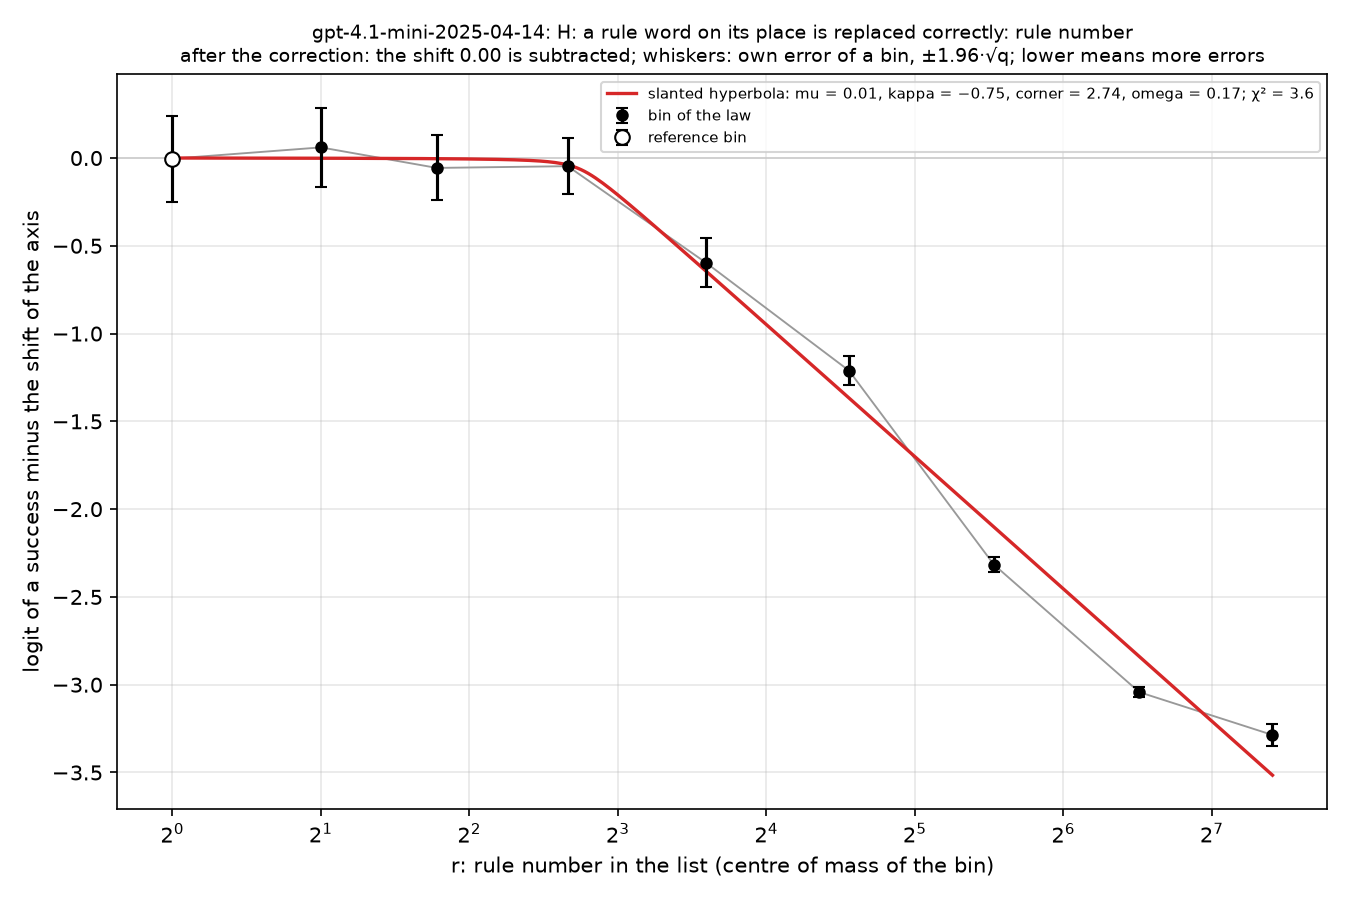 gpt-4.1-mini-2025-04-14: H: a rule word on its place is replaced correctly: rule number
after the correction: the shift 0.00 is subtracted; whiskers: own error of a bin, ±1.96·√q; lower means more errors
slanted hyperbola: mu = 0.01, kappa = −0.75, corner = 2.74, omega = 0.17; χ² = 3.6
bin of the law
reference bin
logit of a success minus the shift of the axis
0.0
−0.5
−1.0
−1.5
−2.0
−2.5
−3.0
−3.5
2⁰ 2¹ 2² 2³ 2⁴ 2⁵ 2⁶ 2⁷
r: rule number in the list (centre of mass of the bin)